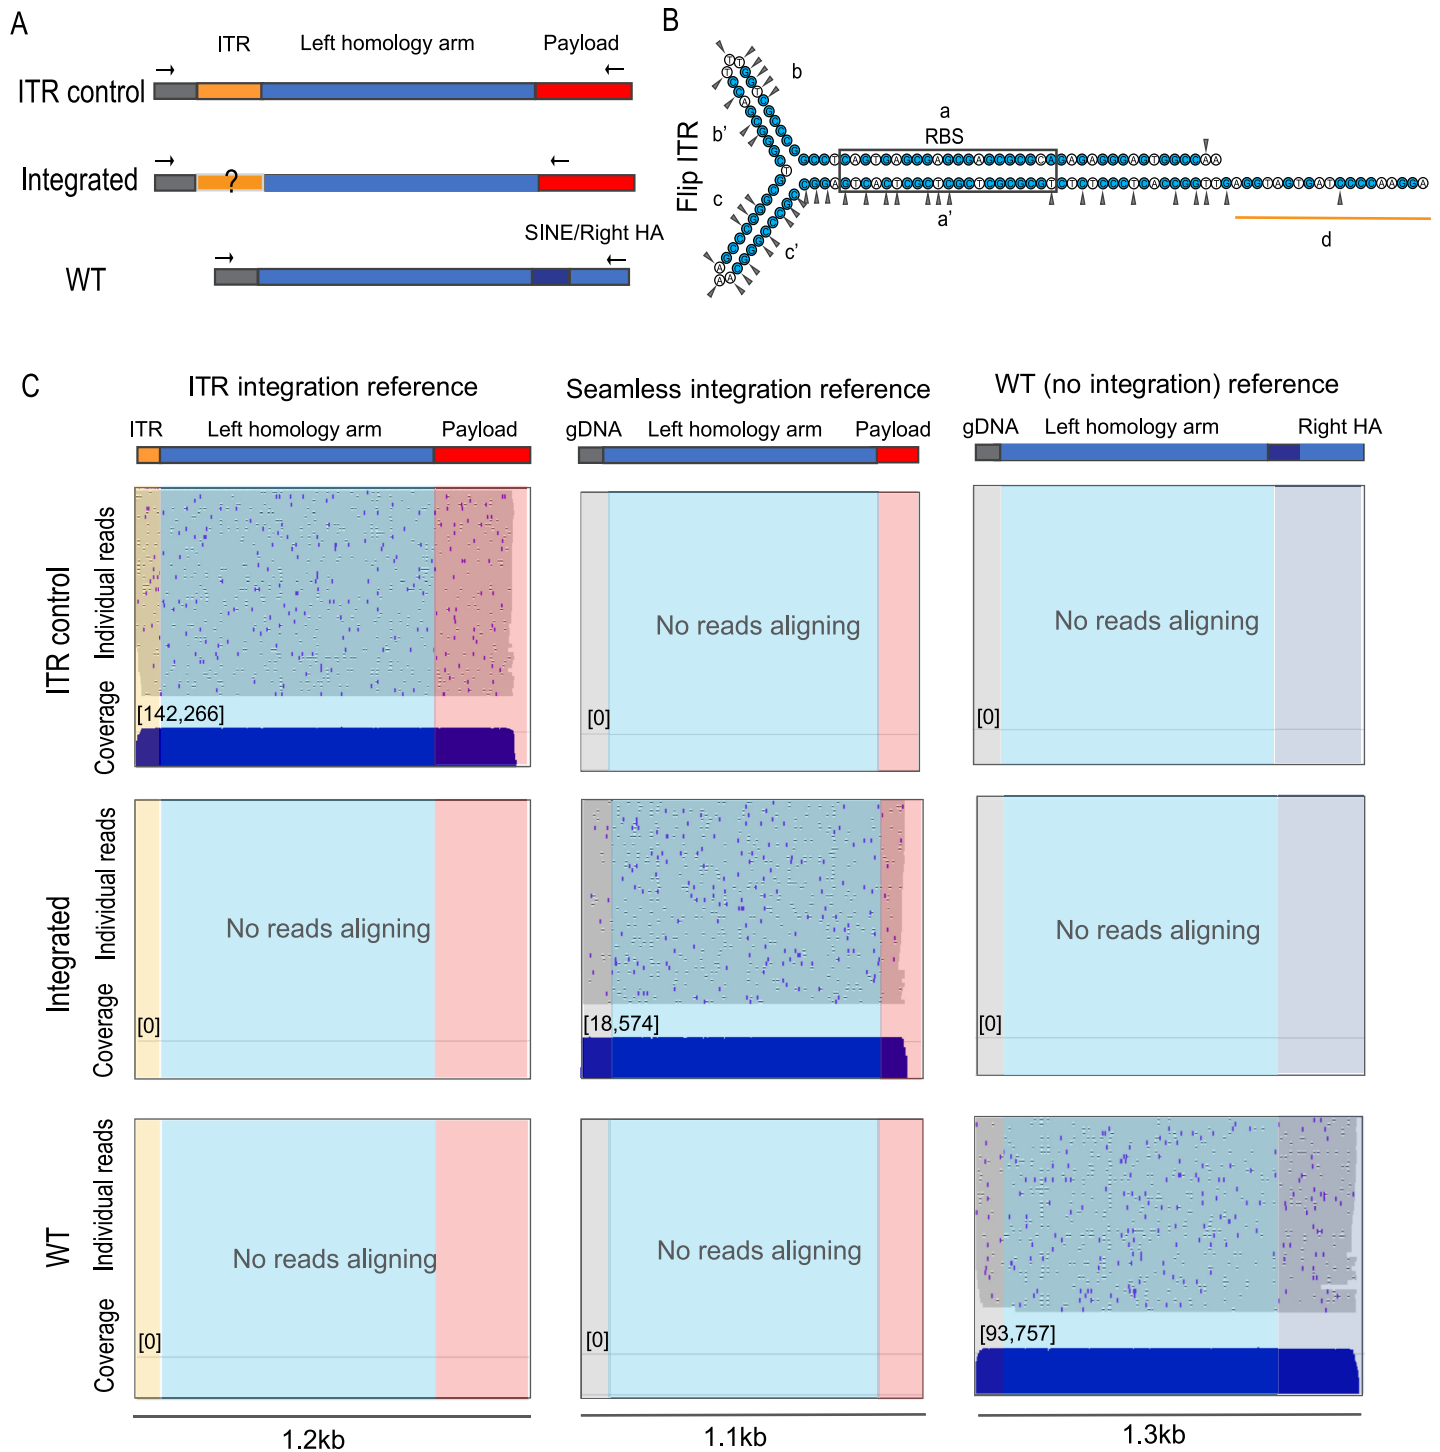 A
ITR
Left homology arm
Payload
ITR control
Integrated
?
SINE/Right HA
WT
B
Flip ITR
b
b'
a
RBS
c
c'
a'
d
C
ITR integration reference
Seamless integration reference
WT (no integration) reference
ITR
Left homology arm
Payload
gDNA
Left homology arm
Payload
gDNA
Left homology arm
Right HA
ITR control
Individual reads
Coverage
[142,266]
No reads aligning
[0]
No reads aligning
[0]
Integrated
Individual reads
Coverage
No reads aligning
[0]
[18,574]
No reads aligning
[0]
WT
Individual reads
Coverage
No reads aligning
[0]
No reads aligning
[0]
[93,757]
1.2kb
1.1kb
1.3kb